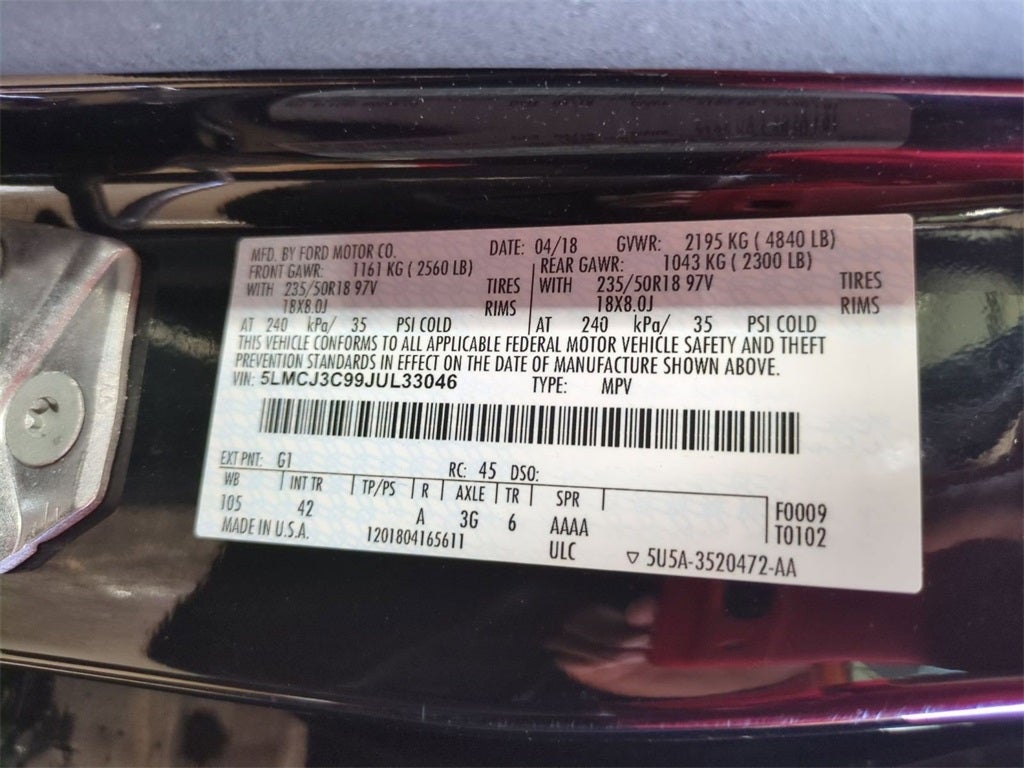 MFD. BY FORD MOTOR CO. DATE: 04/18 GVWR: 2195 KG ( 4840 LB)
FRONT GAWR: 1161 KG ( 2560 LB) REAR GAWR: 1043 KG ( 2300 LB)
WITH 235/50R18 97V TIRES WITH 235/50R18 97V TIRES
18X8.0J RIMS 18X8.0J RIMS
AT 240 kPa/ 35 PSI COLD AT 240 kPa/ 35 PSI COLD
THIS VEHICLE CONFORMS TO ALL APPLICABLE FEDERAL MOTOR VEHICLE SAFETY AND THEFT
PREVENTION STANDARDS IN EFFECT ON THE DATE OF MANUFACTURE SHOWN ABOVE.
VIN: 5LMCJ3C99JUL33046 TYPE: MPV
EXT PNT: G1 RC: 45 DSO:
WB INT TR TP/PS R AXLE TR SPR
105 42 A 3G 6 AAAA F0009
MADE IN U.S.A. 1201804165611 ULC T0102
▽ 5U5A-3520472-AA